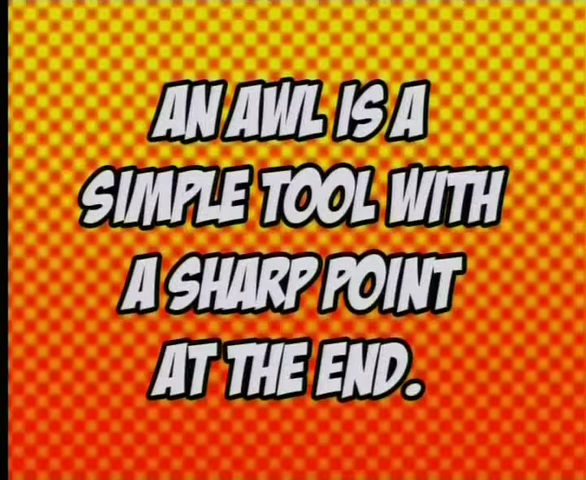 AN AWL IS A
SIMPLE TOOL WITH
A SHARP POINT
AT THE END.